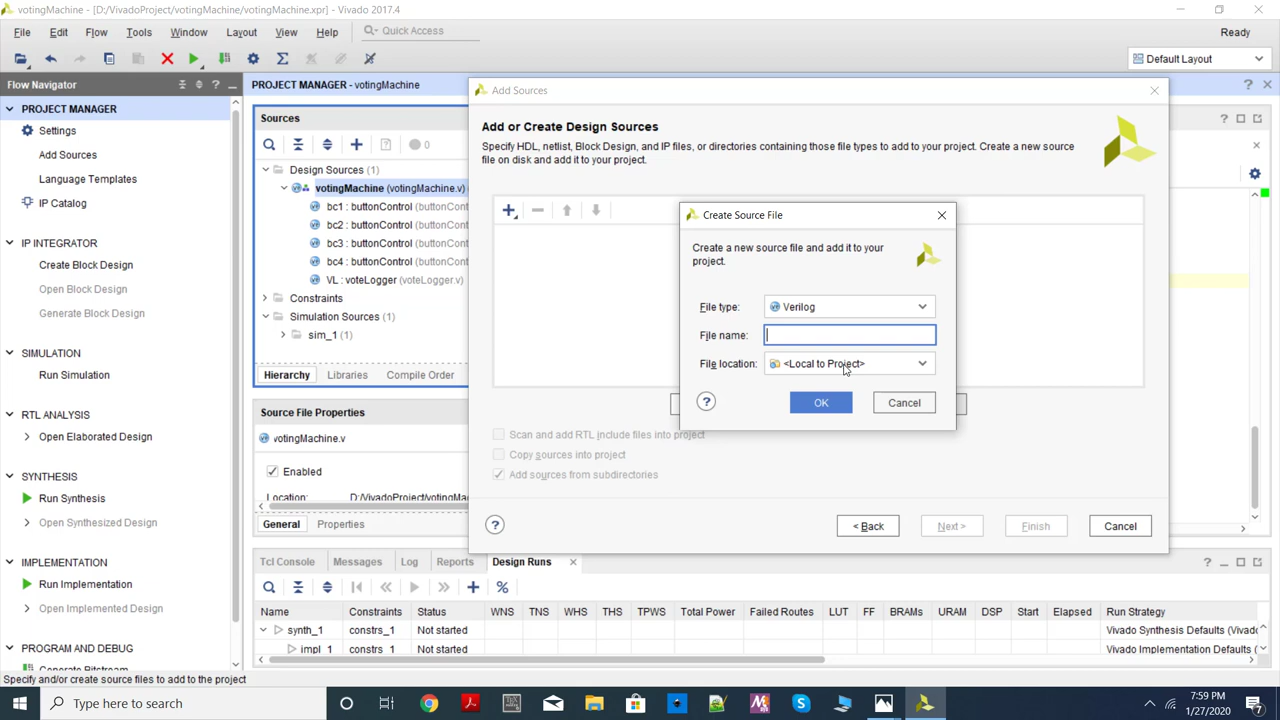 votingMachine - [D:/VivadoProject/votingMachine/votingMachine.xpr] - Vivado 2017.4
File Edit Flow Tools Window Layout View Help Quick Access Ready
Default Layout
Flow Navigator
PROJECT MANAGER
Settings
Add Sources
Language Templates
IP Catalog
IP INTEGRATOR
Create Block Design
Open Block Design
Generate Block Design
SIMULATION
Run Simulation
RTL ANALYSIS
Open Elaborated Design
SYNTHESIS
Run Synthesis
Open Synthesized Design
IMPLEMENTATION
Run Implementation
Open Implemented Design
PROGRAM AND DEBUG
Generate Bitstream
PROJECT MANAGER - votingMachine
Sources
0
Design Sources (1)
votingMachine (votingMachine.v)
bc1 : buttonControl
bc2 : buttonControl
bc3 : buttonControl
bc4 : buttonControl
VL : voteLogger (voteLogger.v)
Constraints
Simulation Sources (1)
sim_1 (1)
Hierarchy Libraries Compile Order
Source File Properties
votingMachine.v
Enabled
Location: D:/VivadoProject/votingMac
General Properties
Add Sources
Add or Create Design Sources
Specify HDL, netlist, Block Design, and IP files, or directories containing those file types to add to your project. Create a new source
file on disk and add it to your project.
Scan and add RTL include files into project
Copy sources into project
Add sources from subdirectories
? < Back Next > Finish Cancel
Create Source File
Create a new source file and add it to your
project.
File type: Verilog
File name:
File location: <Local to Project>
? OK Cancel
Tcl Console Messages Log Reports Design Runs
Name Constraints Status WNS TNS WHS THS TPWS Total Power Failed Routes LUT FF BRAMs URAM DSP Start Elapsed Run Strategy
synth_1 constrs_1 Not started Vivado Synthesis Defaults (Vivado
impl_1 constrs_1 Not started Vivado Implementation Defaults (
Specify and/or create source files to add to the project
Type here to search
7:59 PM
1/27/2020
7